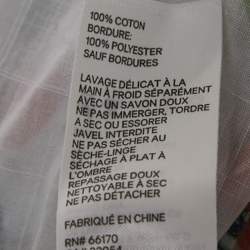 100% COTON
BORDURE:
100% POLYESTER
SAUF BORDURES
LAVAGE DÉLICAT À LA
MAIN À FROID SÉPARÉMENT
AVEC UN SAVON DOUX
NE PAS IMMERGER, TORDRE
À SEC OU ESSORER
JAVEL INTERDITE
NE PAS SÉCHER AU
SÈCHE-LINGE
SÉCHAGE À PLAT À
L'OMBRE
REPASSAGE DOUX
NETTOYABLE À SEC
NE PAS DÉTACHER
FABRIQUÉ EN CHINE
RN# 66170